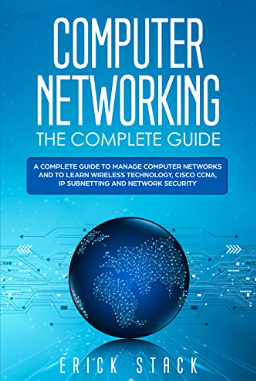 COMPUTER
NETWORKING
THE COMPLETE GUIDE
A COMPLETE GUIDE TO MANAGE COMPUTER NETWORKS
AND TO LEARN WIRELESS TECHNOLOGY, CISCO CCNA,
IP SUBNETTING AND NETWORK SECURITY
ERICK STACK